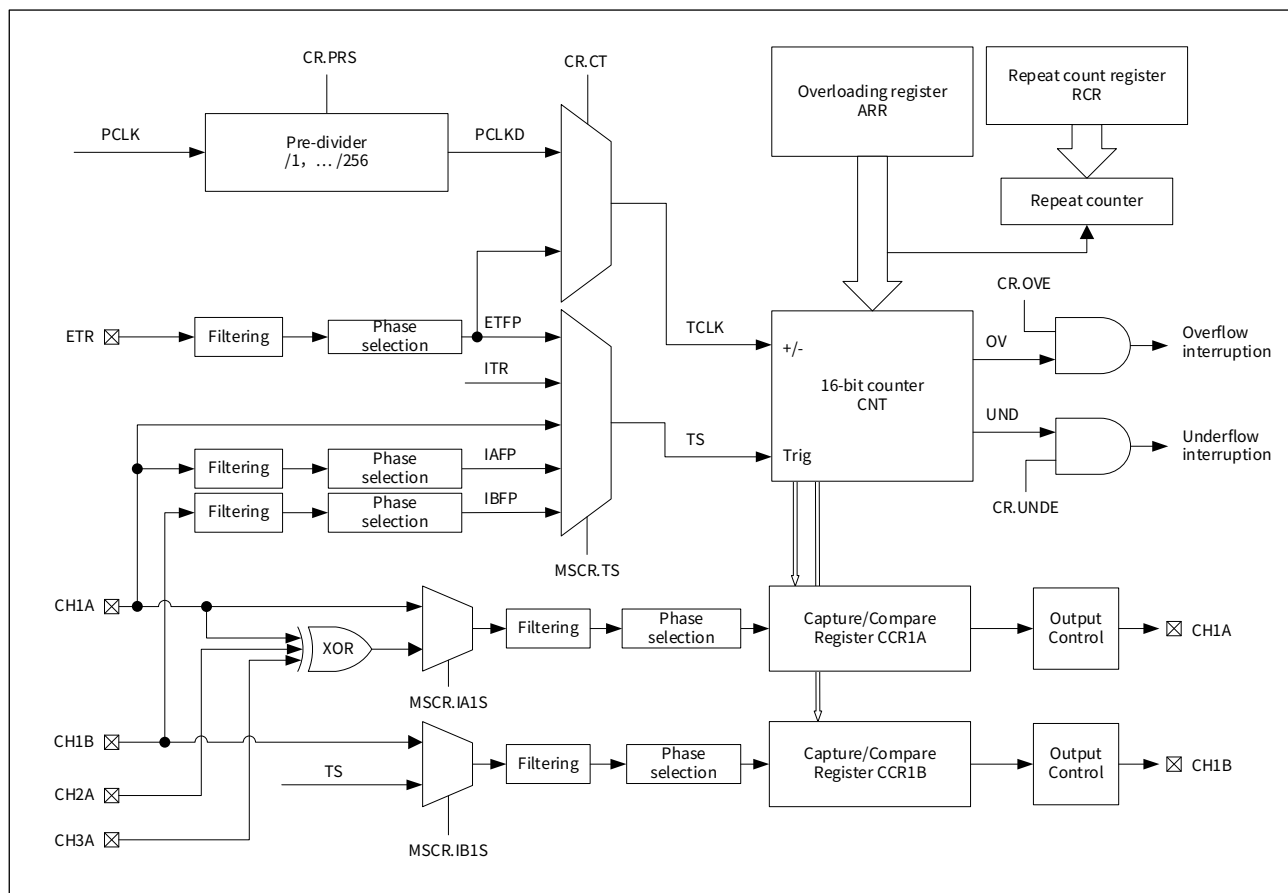 CR.PRS
CR.CT
Overloading register
ARR
Repeat count register
RCR
PCLK
Pre-divider
/1，… /256
PCLKD
Repeat counter
CR.OVE
ETR
Filtering
Phase
selection
ETFP
TCLK
+/-
OV
Overflow
interruption
ITR
16-bit counter
CNT
UND
TS
Trig
Underflow
interruption
Filtering
Phase
selection
IAFP
Filtering
Phase
selection
IBFP
CR.UNDE
MSCR.TS
CH1A
XOR
Filtering
Phase
selection
Capture/Compare
Register CCR1A
Output
Control
CH1A
MSCR.IA1S
CH1B
TS
Filtering
Phase
selection
Capture/Compare
Register CCR1B
Output
Control
CH1B
CH2A
CH3A
MSCR.IB1S